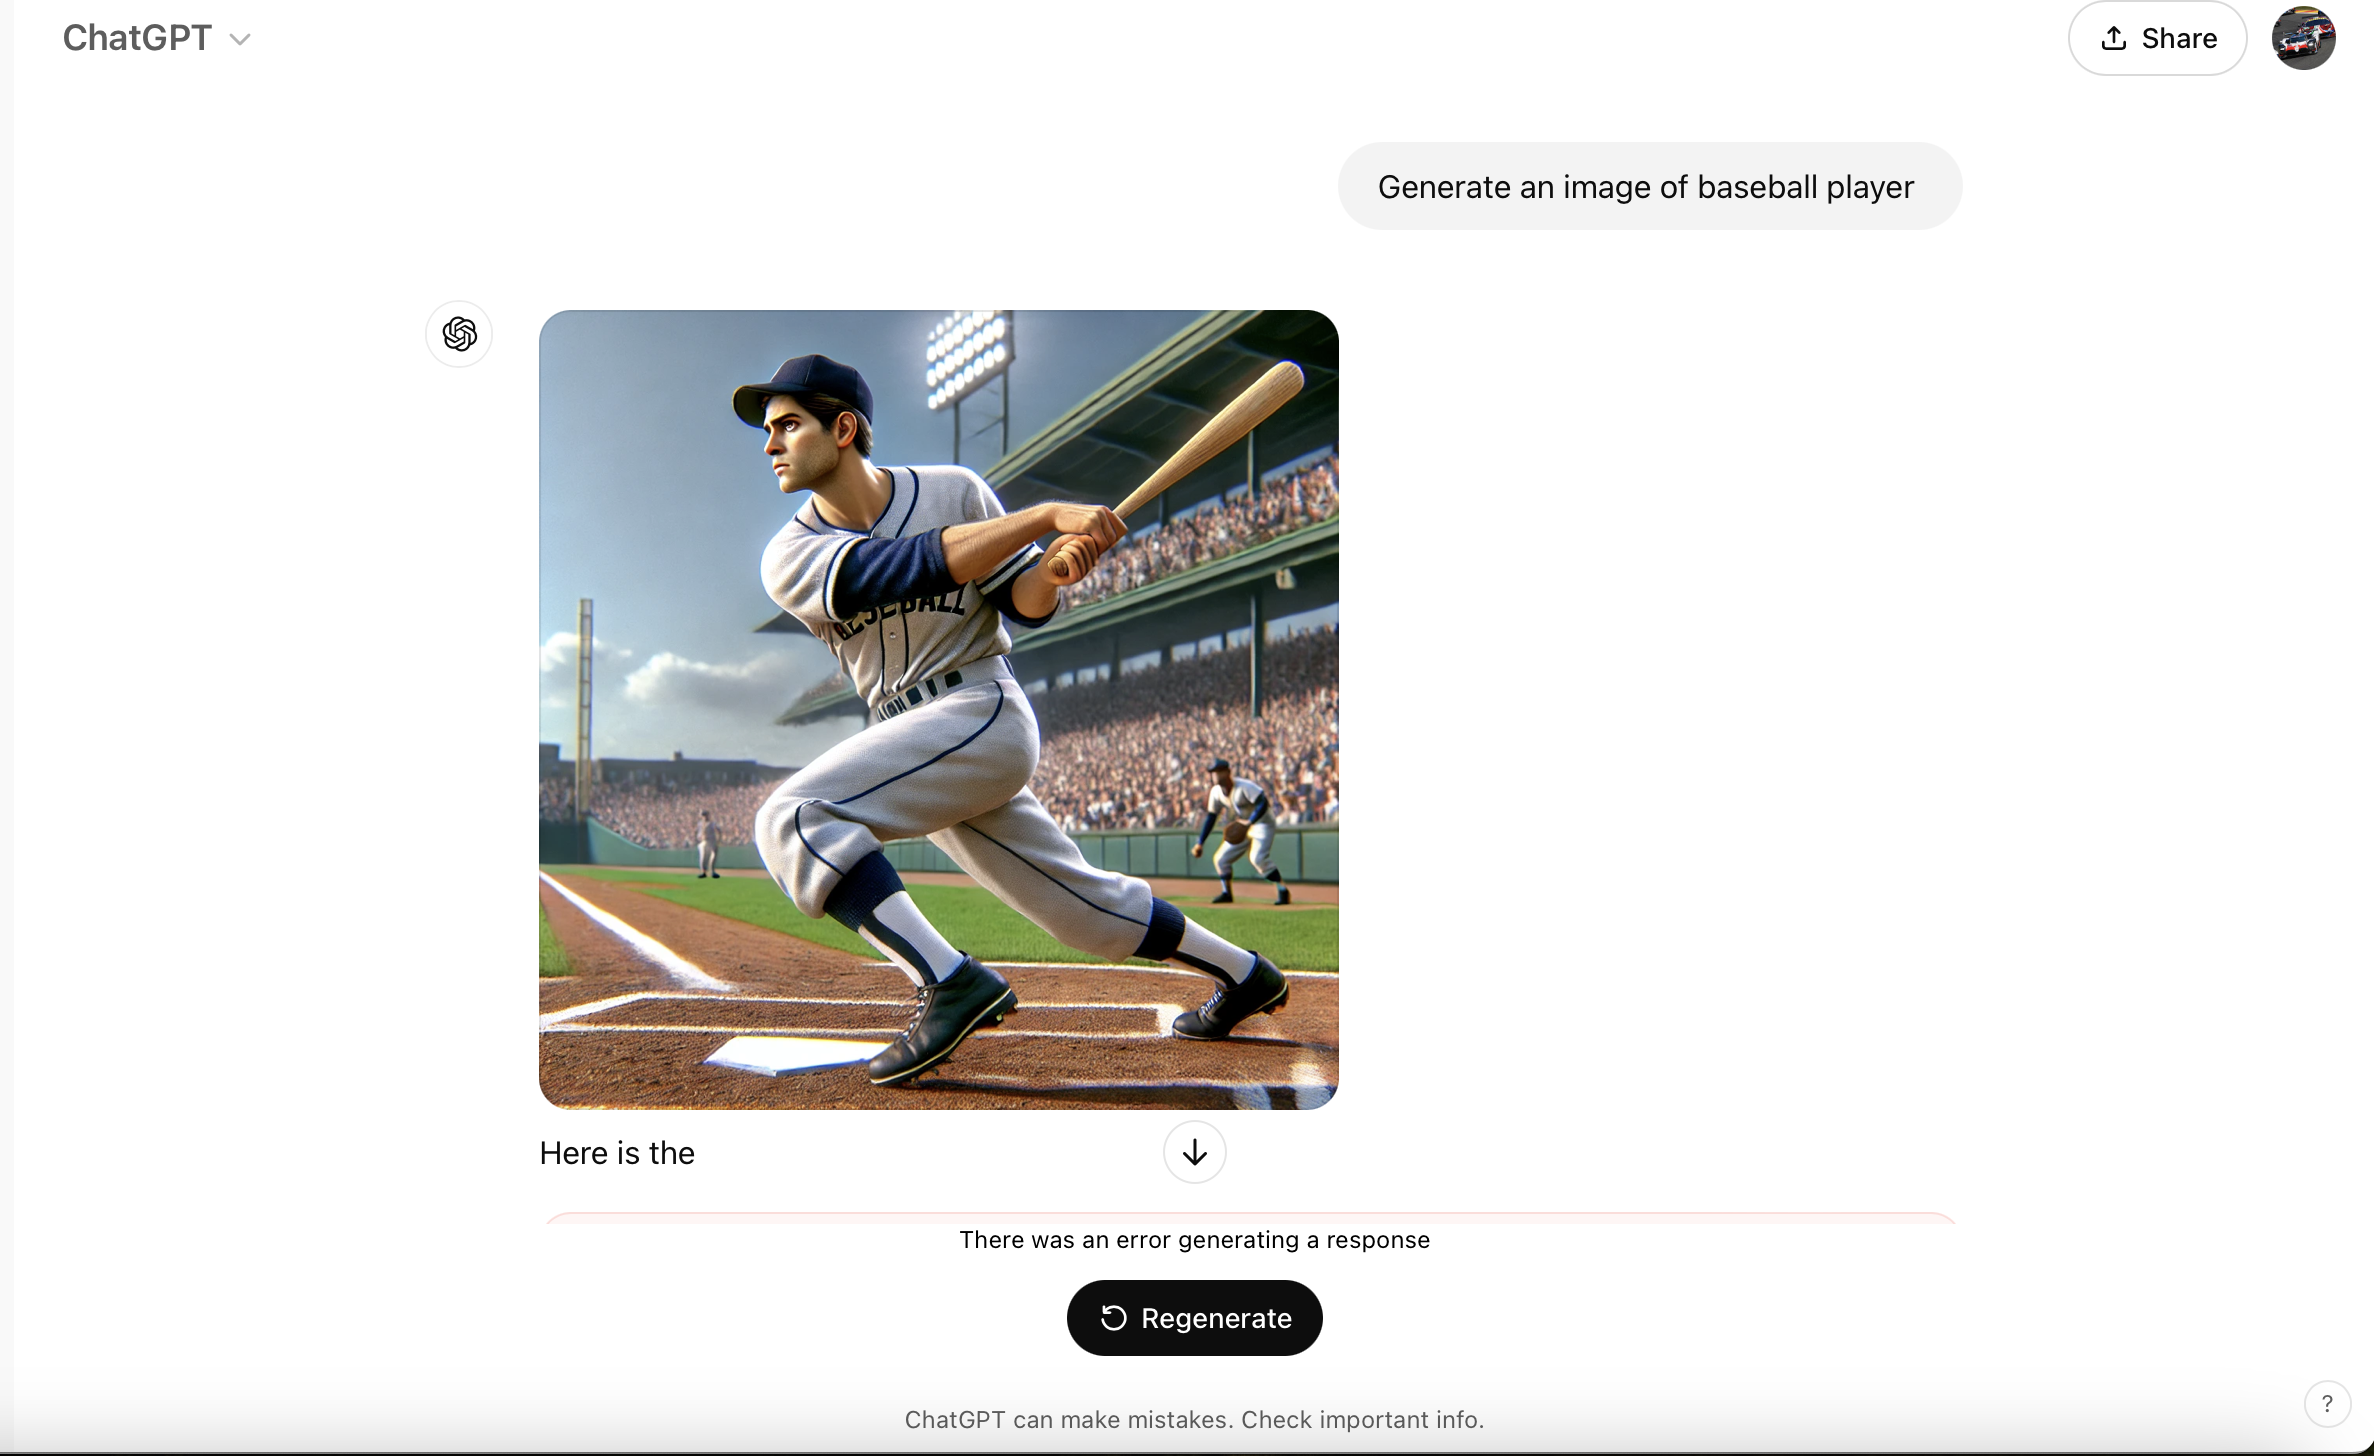 ChatGPT
Share
Generate an image of baseball player
BASEBALL
Here is the
There was an error generating a response
Regenerate
ChatGPT can make mistakes. Check important info.
?